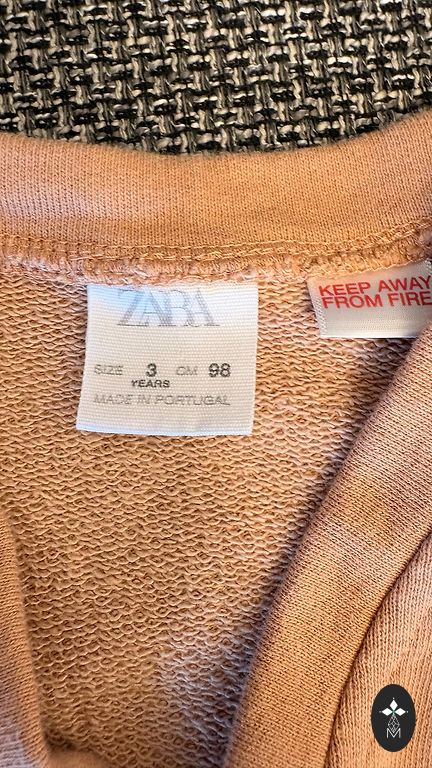 ZARA
SIZE 3 CM 98
YEARS
MADE IN PORTUGAL
KEEP AWAY
FROM FIRE
M